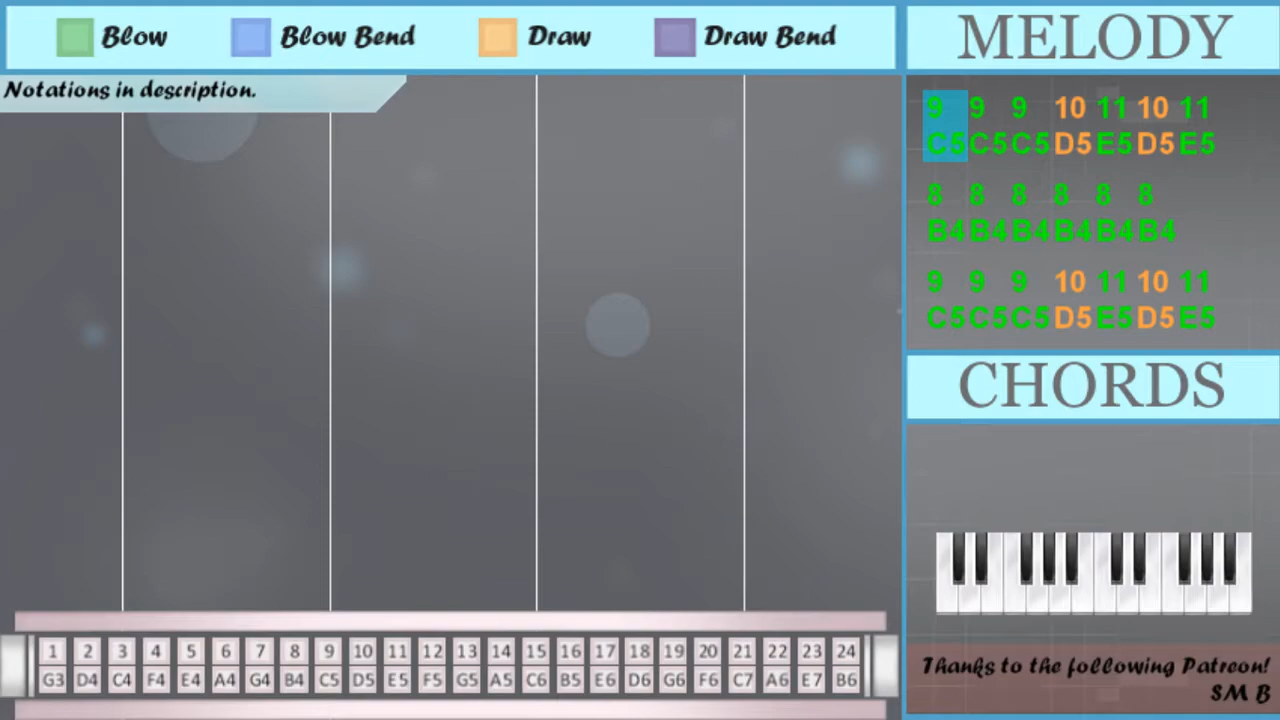 Blow Blow Bend Draw Draw Bend
Notations in description.
MELODY
9 9 9 10 11 10 11
C5 C5 C5 D5 E5 D5 E5
8 8 8 8 8 8
B4 B4 B4 B4 B4 B4
9 9 9 10 11 10 11
C5 C5 C5 D5 E5 D5 E5
CHORDS
Thanks to the following Patreon!
SM B
1 2 3 4 5 6 7 8 9 10 11 12 13 14 15 16 17 18 19 20 21 22 23 24
G3 D4 C4 F4 E4 A4 G4 B4 C5 D5 E5 F5 G5 A5 C6 B5 E6 D6 G6 F6 C7 A6 E7 B6